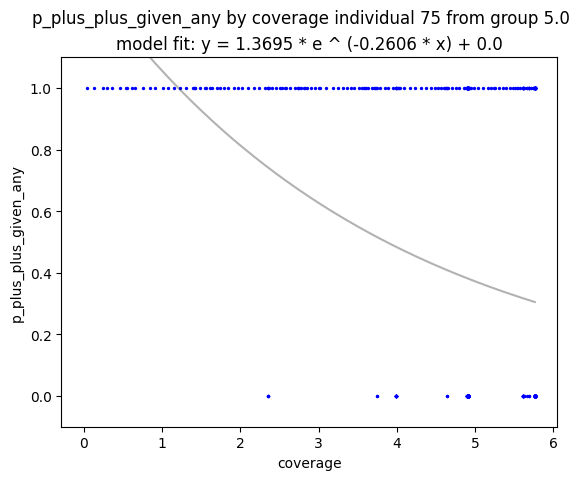 p_plus_plus_given_any by coverage individual 75 from group 5.0
model fit: y = 1.3695 * e ^ (-0.2606 * x) + 0.0
p_plus_plus_given_any
1.0
0.8
0.6
0.4
0.2
0.0
0 1 2 3 4 5 6
coverage